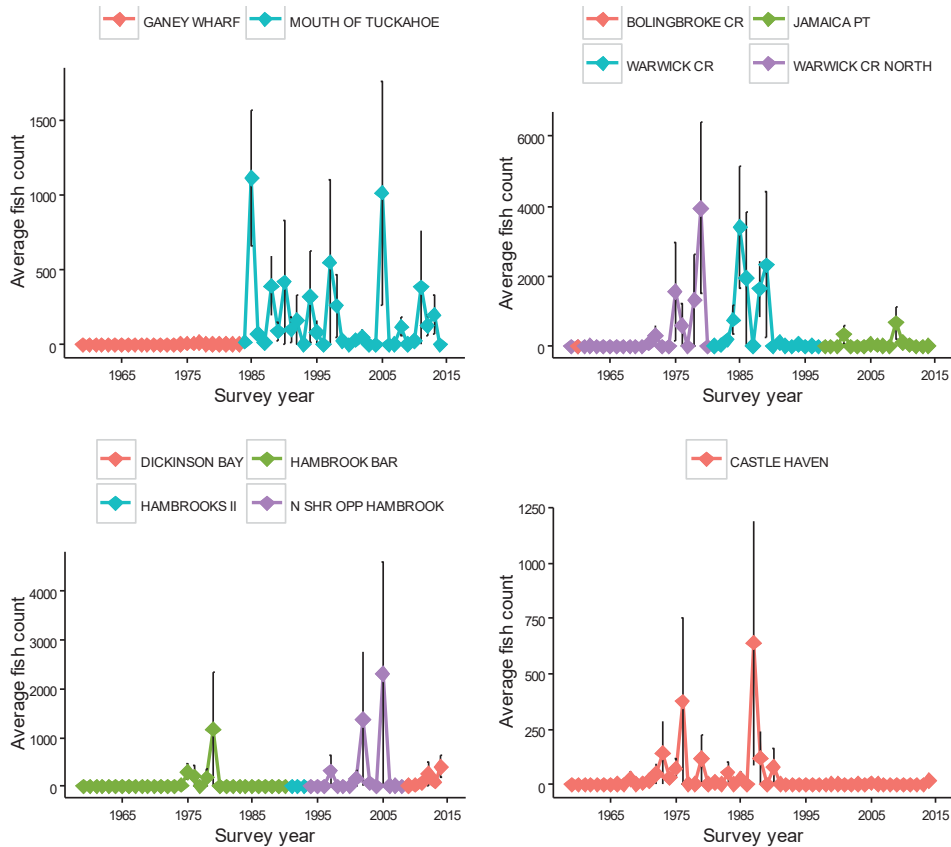 GANEY WHARF MOUTH OF TUCKAHOE
Average fish count
1500
1000
500
0
1965 1975 1985 1995 2005 2015
Survey year
BOLINGBROKE CR JAMAICA PT
WARWICK CR WARWICK CR NORTH
Average fish count
6000
4000
2000
0
1965 1975 1985 1995 2005 2015
Survey year
DICKINSON BAY HAMBROOK BAR
HAMBROOKS II N SHR OPP HAMBROOK
Average fish count
4000
3000
2000
1000
0
1965 1975 1985 1995 2005 2015
Survey year
CASTLE HAVEN
Average fish count
1250
1000
750
500
250
0
1965 1975 1985 1995 2005 2015
Survey year